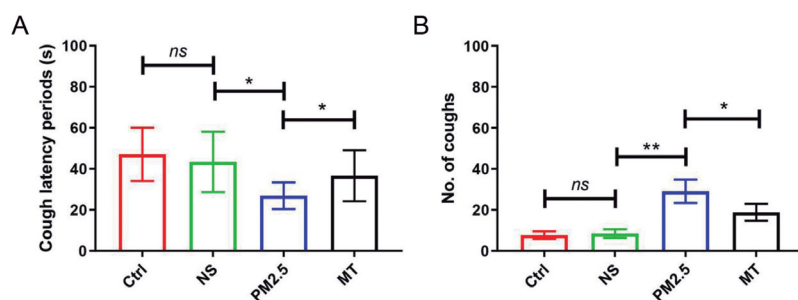 A
Cough latency periods (s)
100
80
60
40
20
0
ns
*
*
Ctrl
NS
PM2.5
MT
B
No. of coughs
100
80
60
40
20
0
ns
**
*
Ctrl
NS
PM2.5
MT